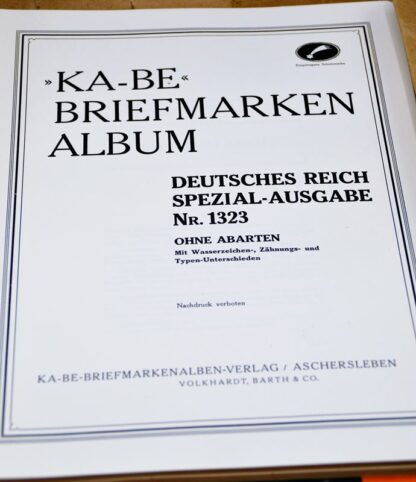 »KA-BE«
BRIEFMARKEN
ALBUM
DEUTSCHES REICH
SPEZIAL-AUSGABE
NR. 1323
OHNE ABARTEN
Mit Wasserzeichen-, Zähnungs- und
Typen-Unterschieden
Nachdruck verboten
KA-BE-BRIEFMARKENALBEN-VERLAG / ASCHERSLEBEN
VOLKHARDT, BARTH & CO.